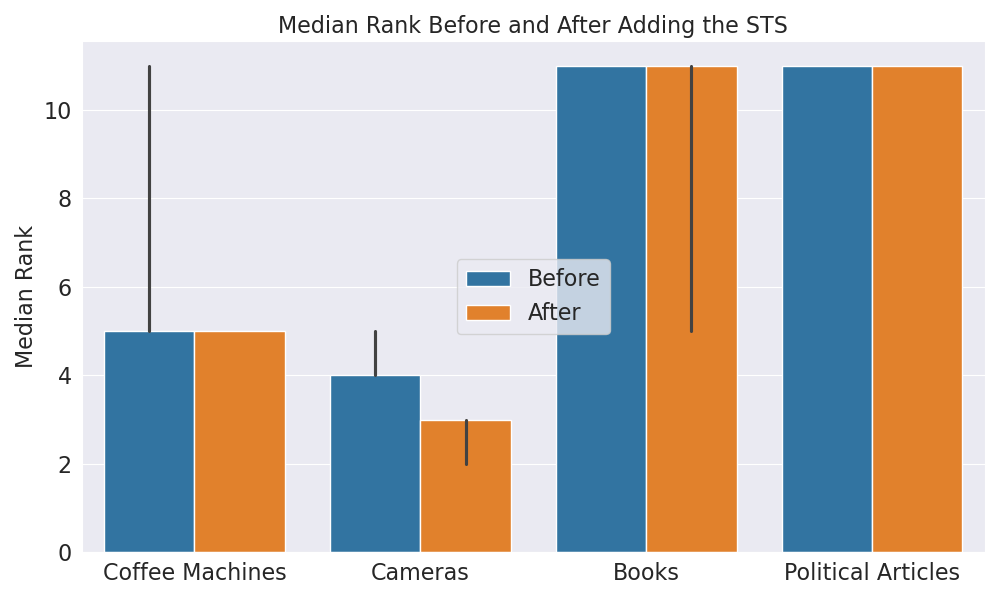 Median Rank Before and After Adding the STS
Median Rank
10
8
6
4
2
0
Before
After
Coffee Machines Cameras Books Political Articles